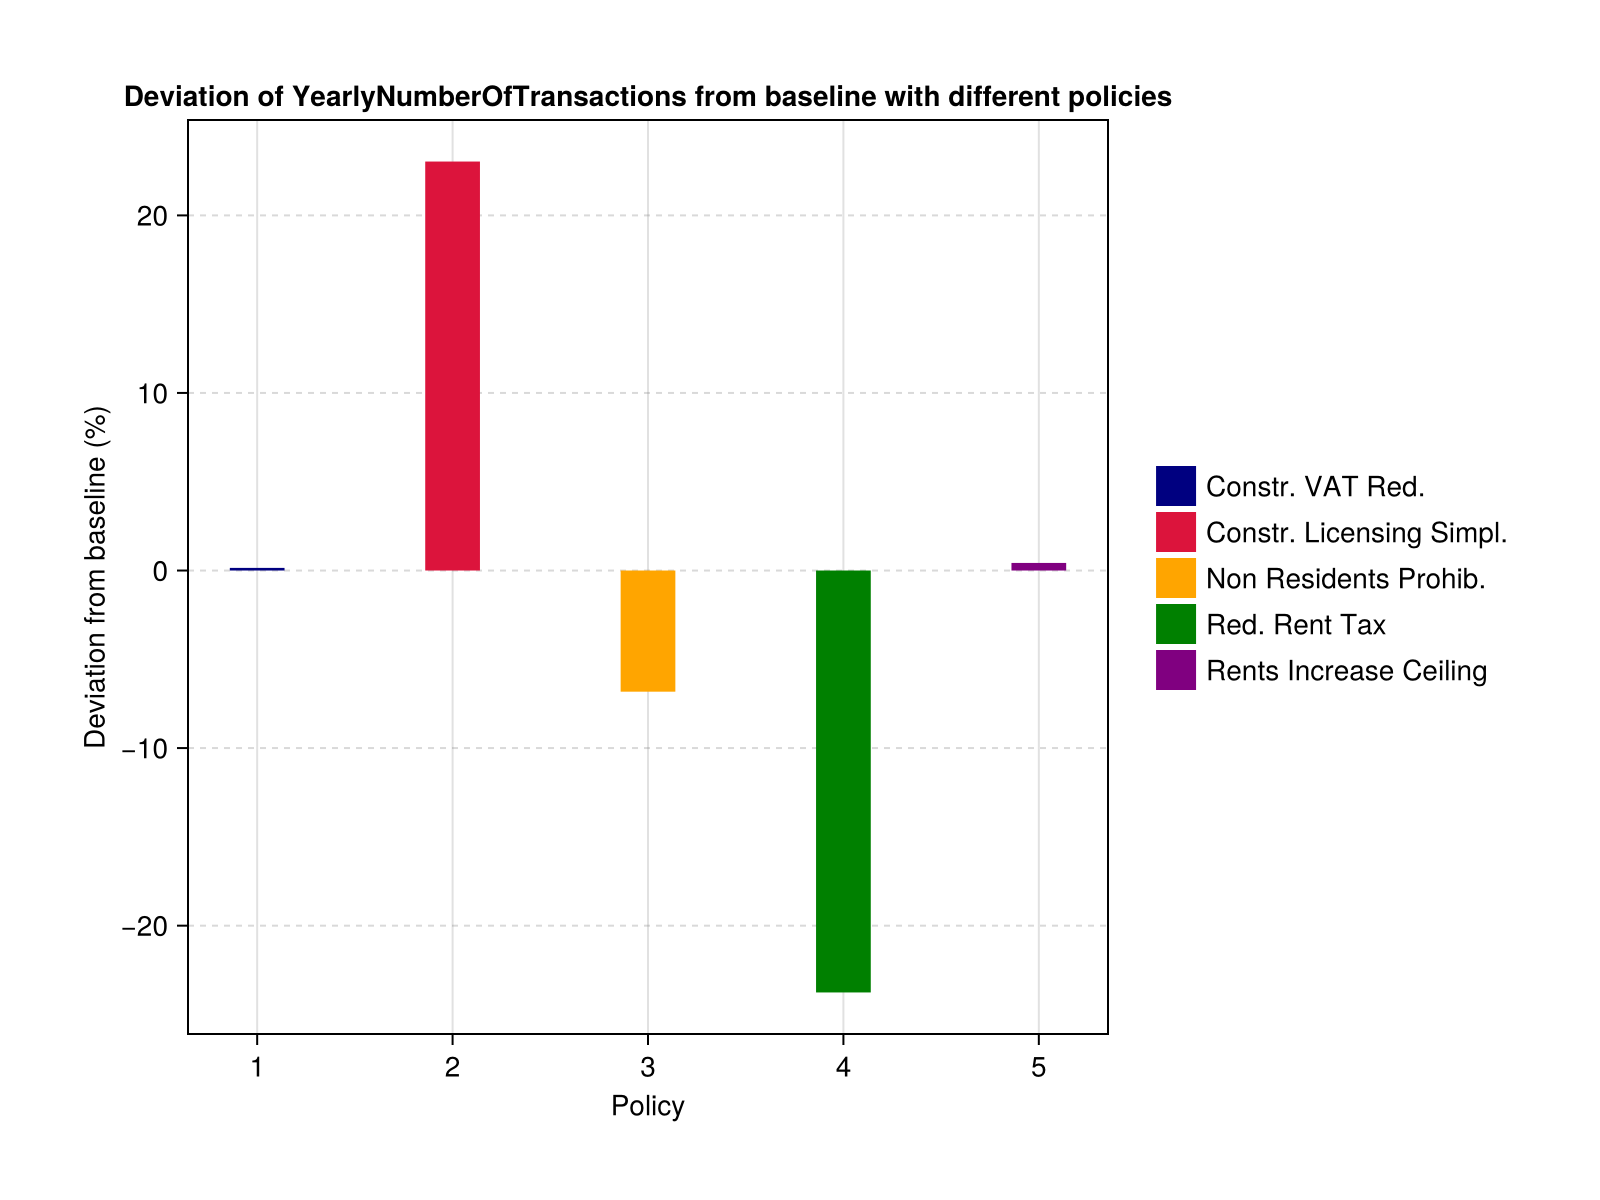 Deviation of YearlyNumberOfTransactions from baseline with different policies
Deviation from baseline (%)
20
10
0
−10
−20
1
2
3
4
5
Policy
Constr. VAT Red.
Constr. Licensing Simpl.
Non Residents Prohib.
Red. Rent Tax
Rents Increase Ceiling